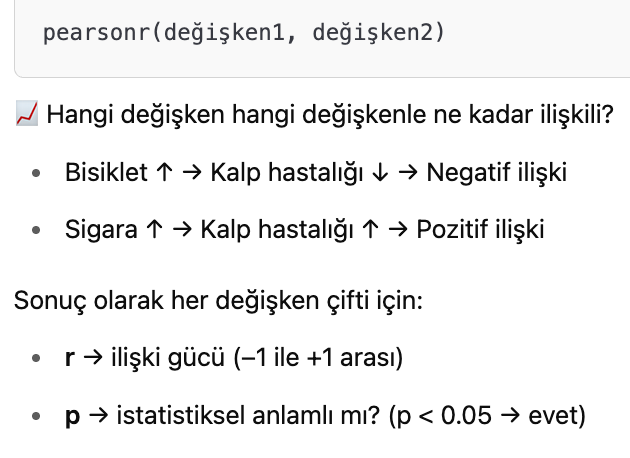 pearsonr(değişken1, değişken2)
📈 Hangi değişken hangi değişkenle ne kadar ilişkili?
• Bisiklet ↑ → Kalp hastalığı ↓ → Negatif ilişki
• Sigara ↑ → Kalp hastalığı ↑ → Pozitif ilişki
Sonuç olarak her değişken çifti için:
• r → ilişki gücü (–1 ile +1 arası)
• p → istatistiksel anlamlı mı? (p < 0.05 → evet)